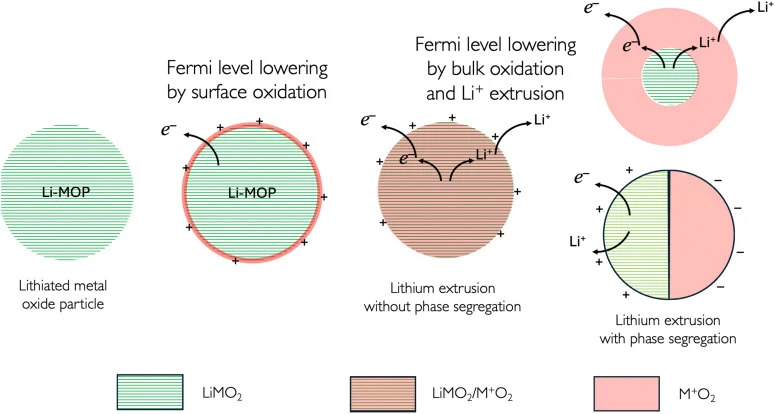 Li-MOP
Lithiated metal
oxide particle
Fermi level lowering
by surface oxidation
e⁻
+
+
+
+
+
+
+
+
+
Li-MOP
Fermi level lowering
by bulk oxidation
and Li⁺ extrusion
e⁻
e⁻
Li⁺
Li⁺
+
+
+
+
+
+
+
Lithium extrusion
without phase segregation
e⁻
e⁻
Li⁺
Li⁺
e⁻
Li⁺
+
+
+
+
−
−
−
−
Lithium extrusion
with phase segregation
LiMO₂
LiMO₂/M⁺O₂
M⁺O₂